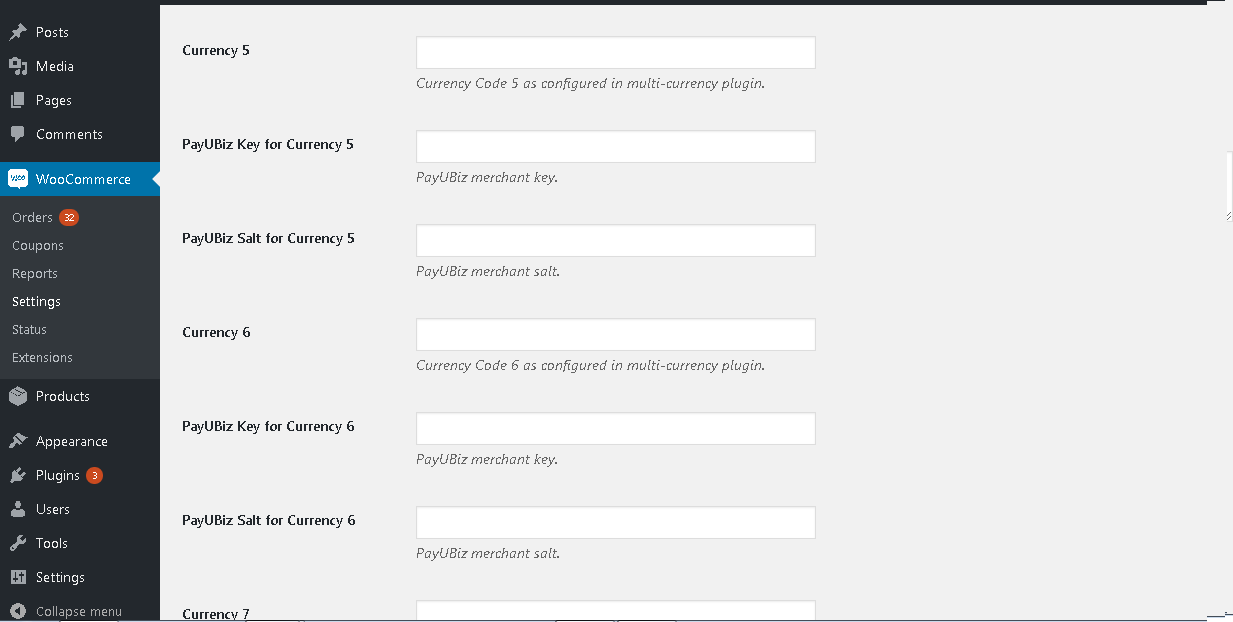 Posts
Media
Pages
Comments
WooCommerce
Orders 32
Coupons
Reports
Settings
Status
Extensions
Products
Appearance
Plugins 3
Users
Tools
Settings
Collapse menu
Currency 5
Currency Code 5 as configured in multi-currency plugin.
PayUBiz Key for Currency 5
PayUBiz merchant key.
PayUBiz Salt for Currency 5
PayUBiz merchant salt.
Currency 6
Currency Code 6 as configured in multi-currency plugin.
PayUBiz Key for Currency 6
PayUBiz merchant key.
PayUBiz Salt for Currency 6
PayUBiz merchant salt.
Currency 7